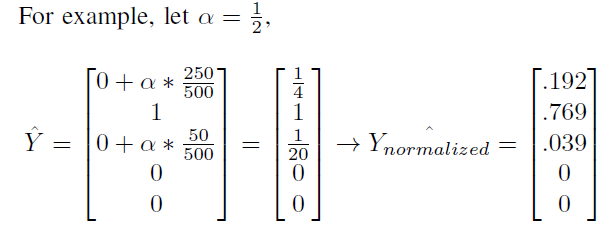 For example, let α = 1/2,
Ŷ = [0 + α * 250/500; 1; 0 + α * 50/500; 0; 0] = [1/4; 1; 1/20; 0; 0] → Ŷ_normalized = [.192; .769; .039; 0; 0]